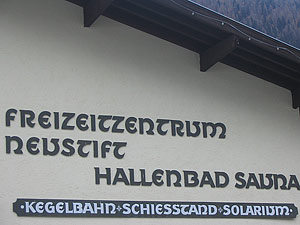 FREIZEITZENTRUM
NEUSTIFT
HALLENBAD SAUNA
·KEGELBAHN·SCHIESSTAND·SOLARIUM·